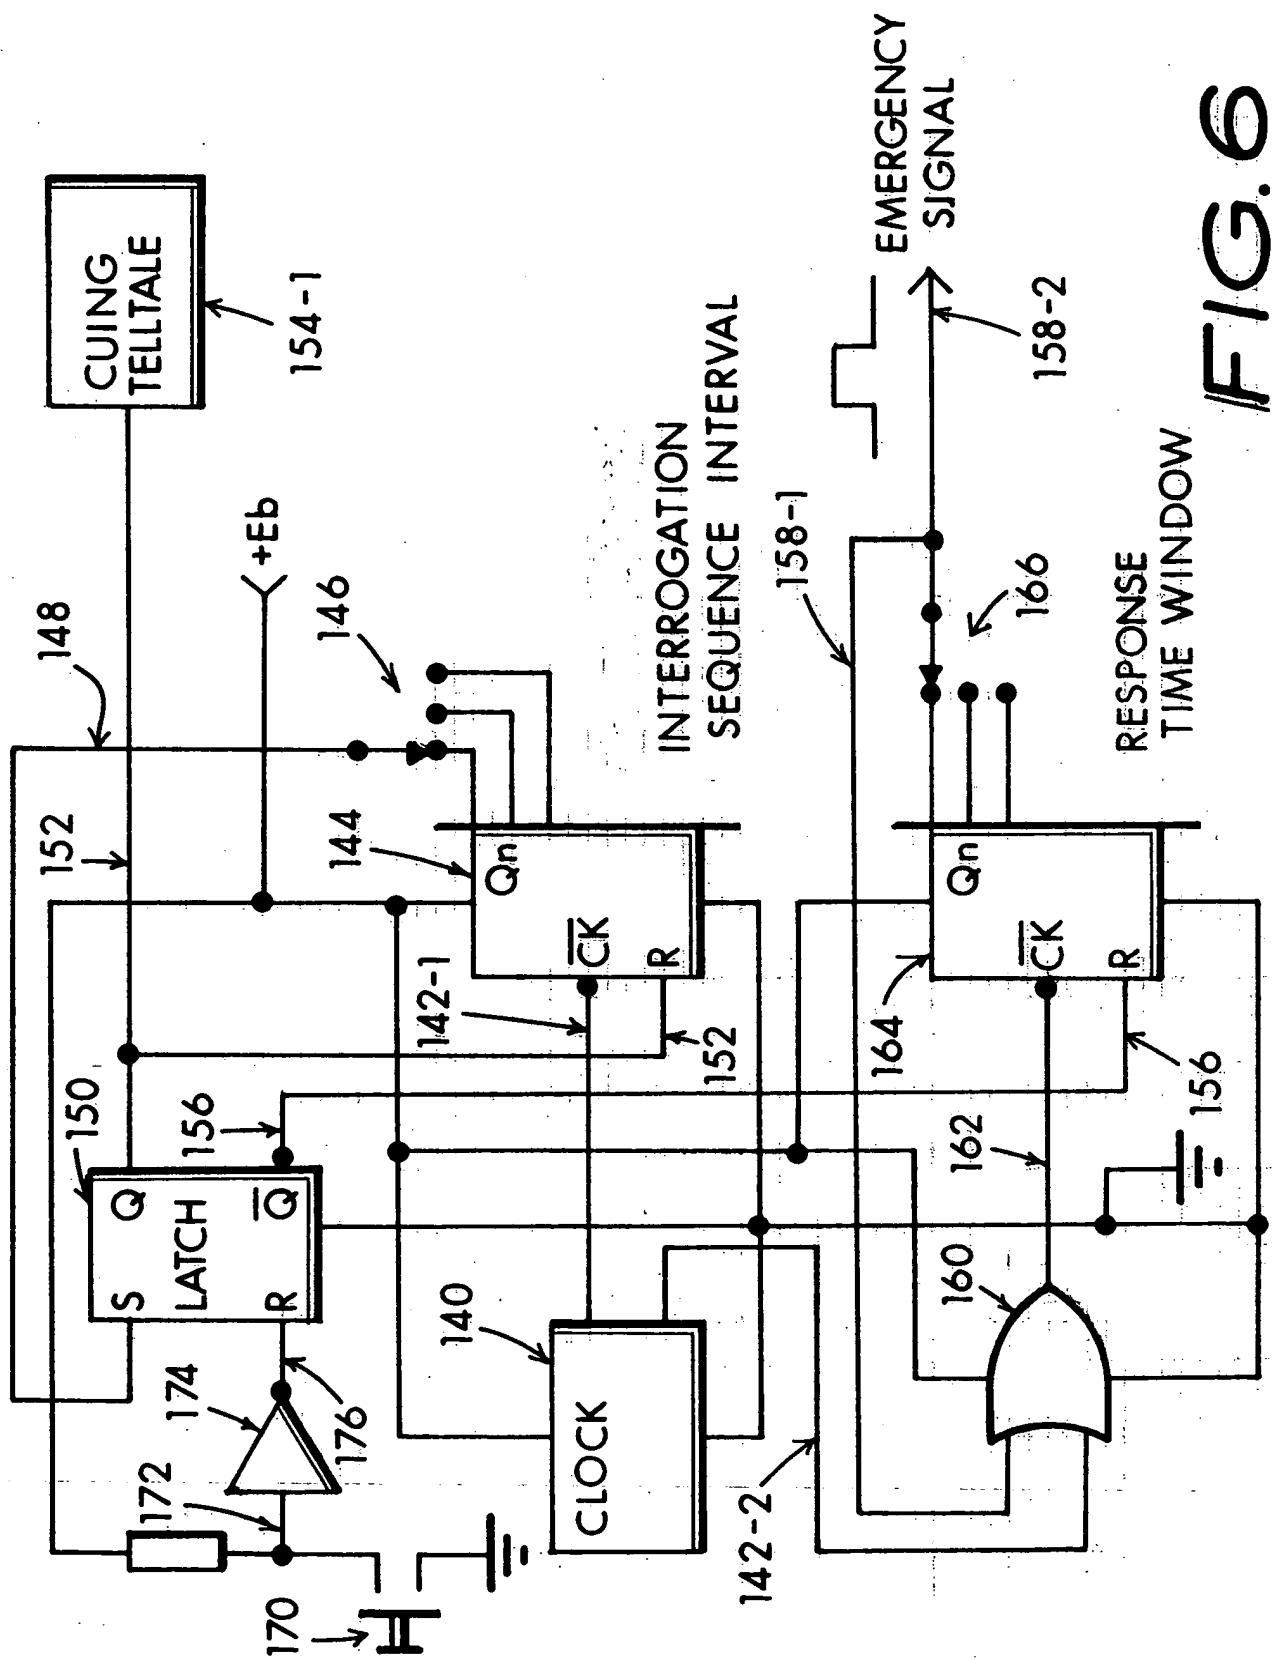 148
152
+Eb
CUING
TELLTALE
154-1
150
S
Q
LATCH
R
Q̅
156
174
172
176
170
146
144
Qn
C̅K̅
R
142-1
152
INTERROGATION
SEQUENCE INTERVAL
140
CLOCK
142-2
158-1
EMERGENCY
SIGNAL
158-2
164
Qn
C̅K̅
R
166
RESPONSE
TIME WINDOW
162
160
156
FIG. 6